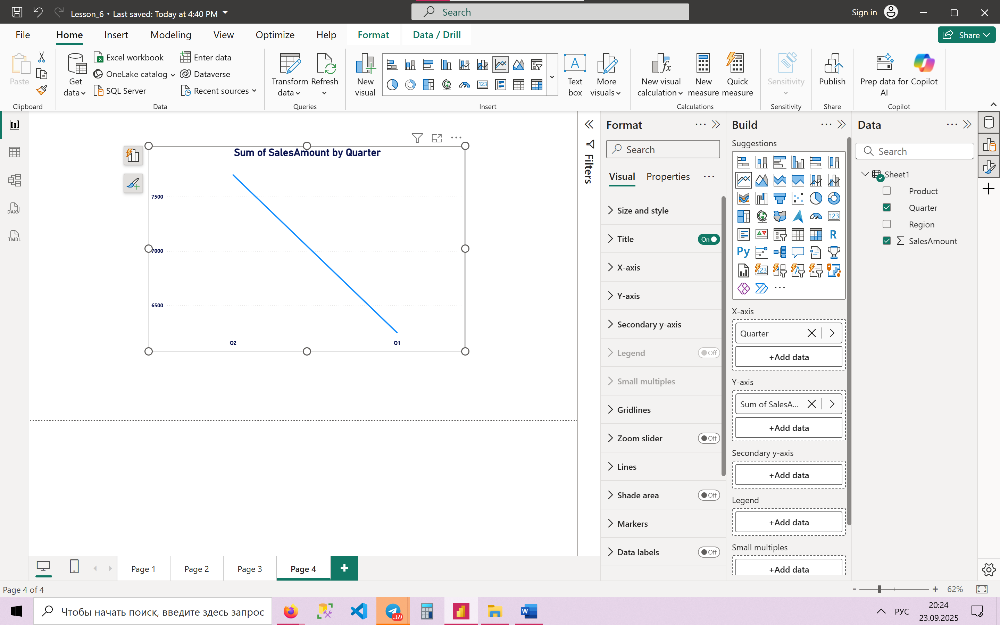 Lesson_6 • Last saved: Today at 4:40 PM
Search
Sign in
File Home Insert Modeling View Optimize Help Format Data / Drill
Share
Paste
Clipboard
Get data
Excel workbook
OneLake catalog
SQL Server
Enter data
Dataverse
Recent sources
Data
Transform data
Refresh
Queries
New visual
123
Insert
A
Text box
More visuals
New visual calculation
New measure
Quick measure
Calculations
Sensitivity
Sensitivity
Publish
Share
Prep data for AI
Copilot
Copilot
DAX
TMDL
Sum of SalesAmount by Quarter
7500
7000
6500
Q2 Q1
Filters
Format
Search
Visual Properties
Size and style
Title On
X-axis
Y-axis
Secondary y-axis
Legend Off
Small multiples
Gridlines
Zoom slider Off
Lines
Shade area Off
Markers
Data labels Off
Build
Suggestions
123
R
Py
123
X-axis
Quarter
+Add data
Y-axis
Sum of SalesA...
+Add data
Secondary y-axis
+Add data
Legend
+Add data
Small multiples
+Add data
Data
Search
Sheet1
Product
Quarter
Region
Σ SalesAmount
Page 1 Page 2 Page 3 Page 4 +
Page 4 of 4
- + 62%
Чтобы начать поиск, введите здесь запрос
..69
W
РУС
20:24
23.09.2025